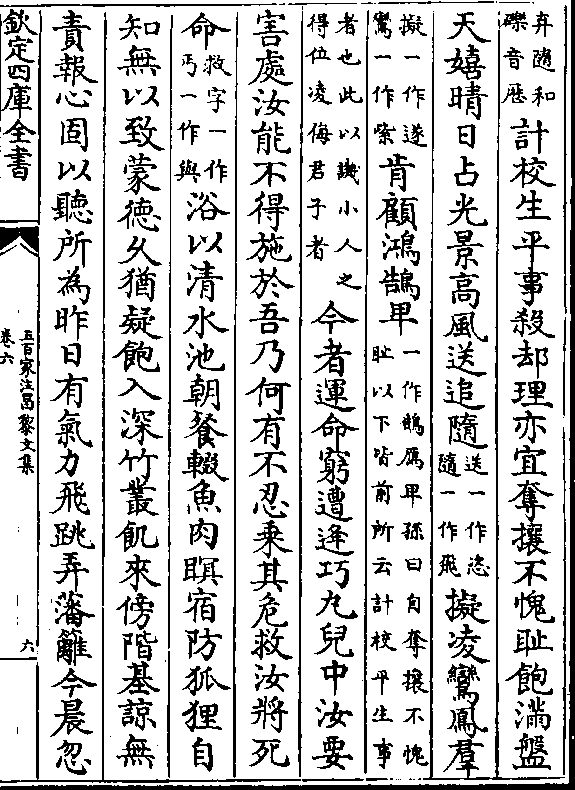 弃隨和
礫音歴
計校生平事殺却理亦宜奪攘不愧恥飽滿盤
天嬉晴日占光景高風送追隨
送一作恣
隨一作飛
擬凌鸞鳳羣
擬一作遂
鸞一作紫
肯顧鴻鵠卑
一作鵲鴈卑孫曰自奪攘不愧
恥以下皆前所云計校平生事
者也此以譏小人之
得位凌侮君子者
今者運命窮遭逢巧丸兒中汝要
害處汝能不得施於吾乃何有不忍乘其危救汝將死
命
救字一作
丐一作與
浴以清水池朝餐輟魚肉瞑宿防狐狸自
知無以致蒙德乆猶疑飽入深竹叢飢來傍階基諒無
責報心固以聽所為昨日有氣力飛跳弄藩籬今晨忽
欽定四庫全書
五百家注昌黎文集
卷六
六